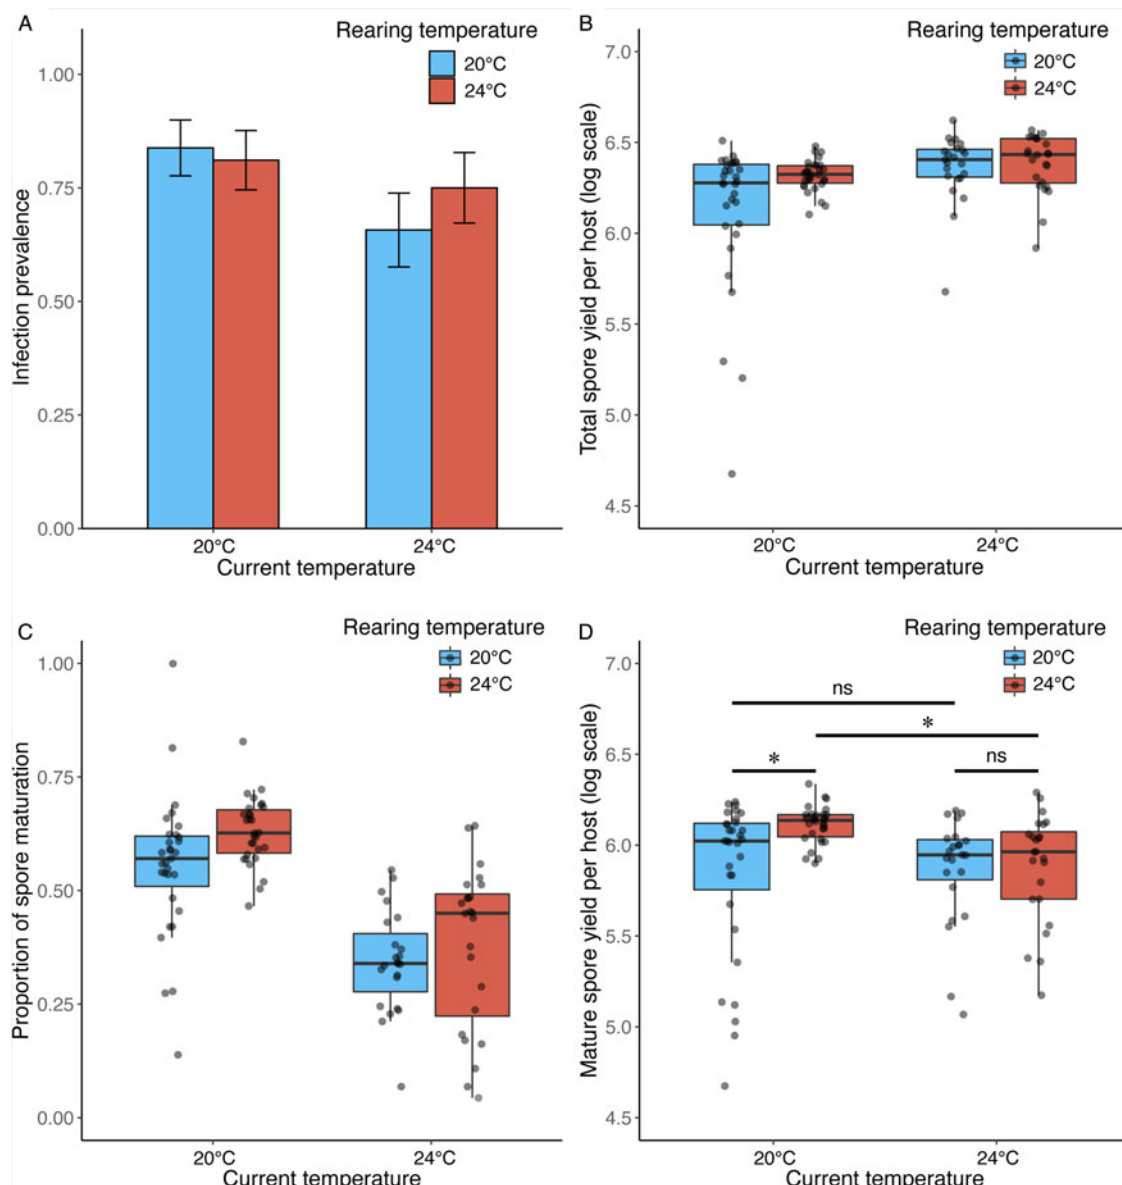 A
Rearing temperature
20°C
24°C
1.00
0.75
0.50
0.25
0.00
Infection prevalence
20°C
24°C
Current temperature
B
Rearing temperature
20°C
24°C
7.0
6.5
6.0
5.5
5.0
4.5
Total spore yield per host (log scale)
20°C
24°C
Current temperature
C
Rearing temperature
20°C
24°C
1.00
0.75
0.50
0.25
0.00
Proportion of spore maturation
20°C
24°C
Current temperature
D
Rearing temperature
20°C
24°C
7.0
6.5
6.0
5.5
5.0
4.5
Mature spore yield per host (log scale)
ns
*
*
ns
20°C
24°C
Current temperature